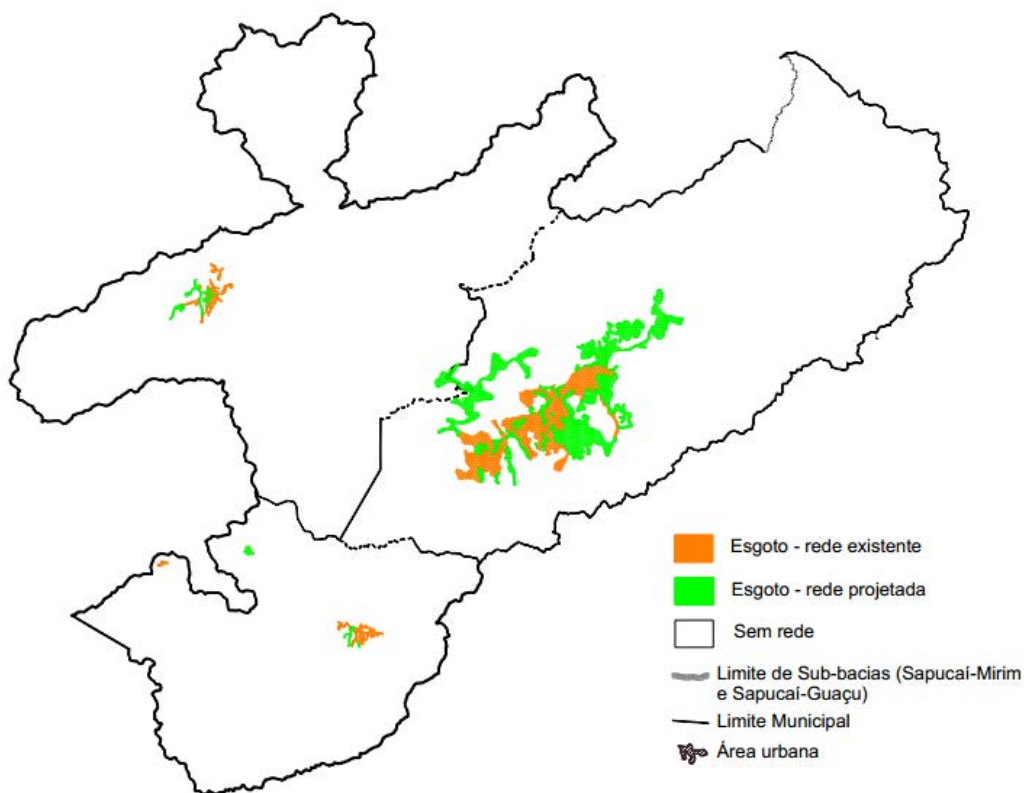 Esgoto - rede existente
Esgoto - rede projetada
Sem rede
Limite de Sub-bacias (Sapucaí-Mirim
e Sapucaí-Guaçu)
Limite Municipal
Área urbana